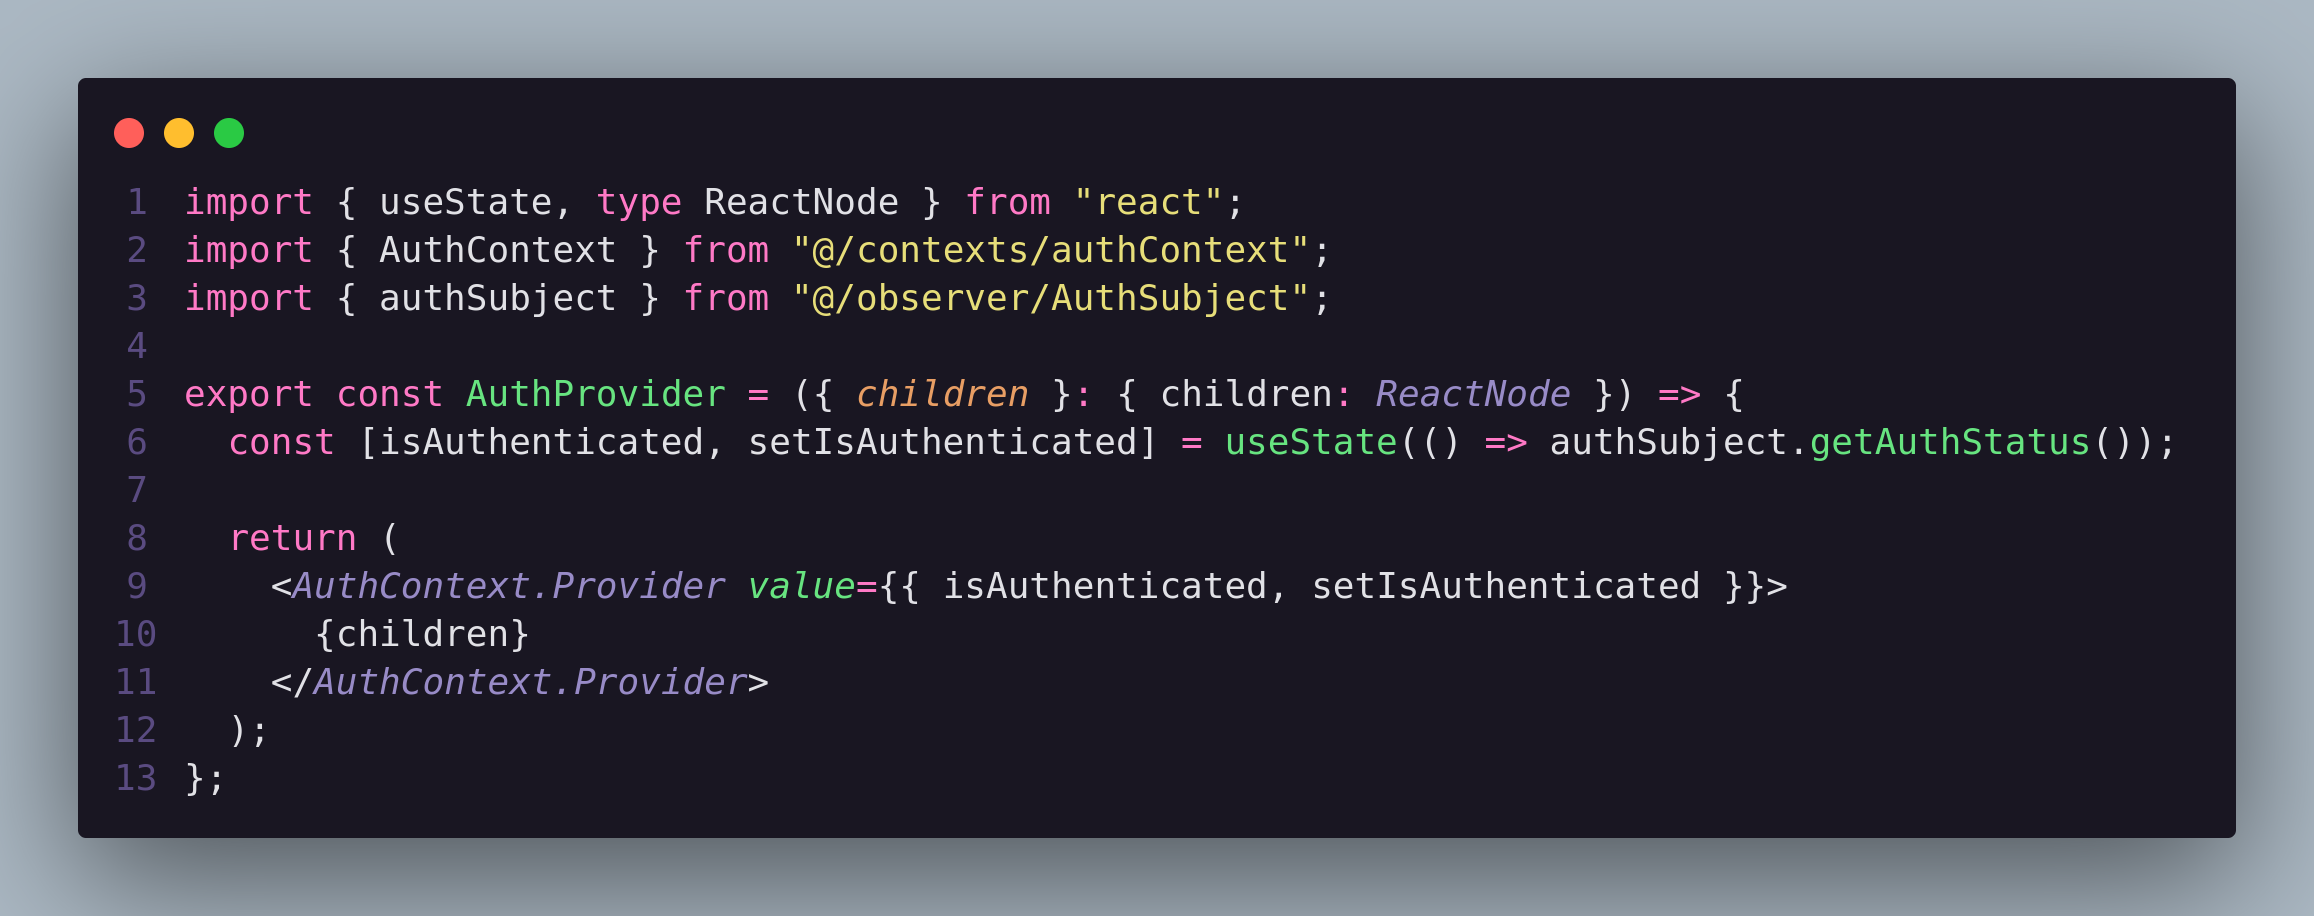 1 import { useState, type ReactNode } from "react";
2 import { AuthContext } from "@/contexts/authContext";
3 import { authSubject } from "@/observer/AuthSubject";
4
5 export const AuthProvider = ({ children }: { children: ReactNode }) => {
6   const [isAuthenticated, setIsAuthenticated] = useState(() => authSubject.getAuthStatus());
7
8   return (
9     <AuthContext.Provider value={{ isAuthenticated, setIsAuthenticated }}>
10       {children}
11     </AuthContext.Provider>
12   );
13 };